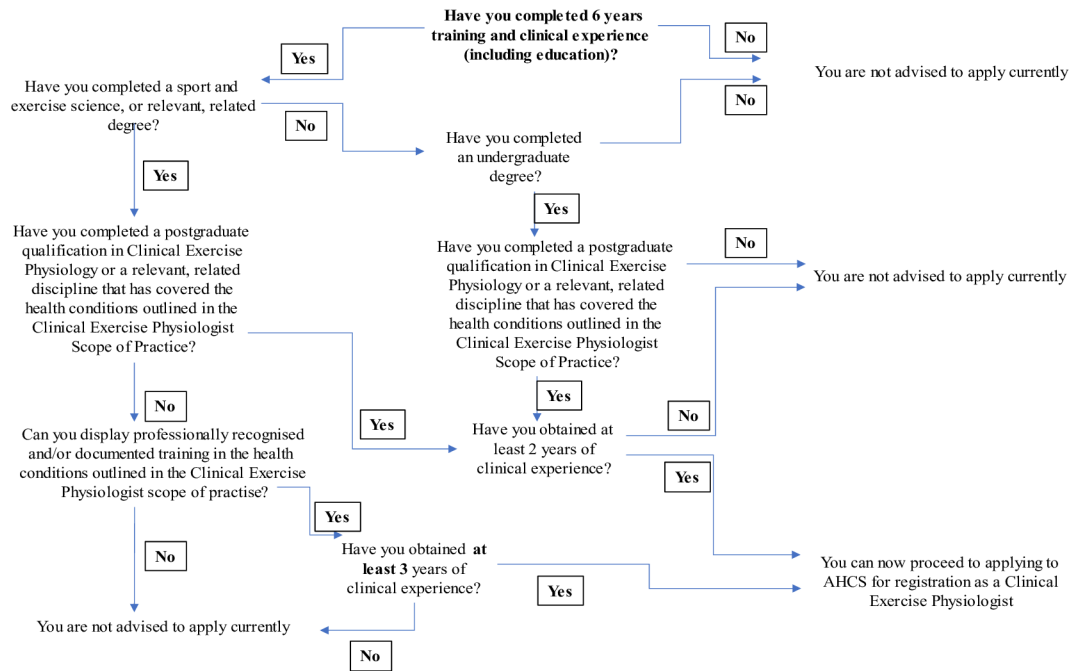 Have you completed 6 years
training and clinical experience
(including education)?
No
Yes
You are not advised to apply currently
Have you completed a sport and
exercise science, or relevant, related
degree?
No
No
Have you completed
an undergraduate
degree?
Yes
Yes
Have you completed a postgraduate
qualification in Clinical Exercise
Physiology or a relevant, related
discipline that has covered the
health conditions outlined in the
Clinical Exercise Physiologist
Scope of Practice?
Have you completed a postgraduate
qualification in Clinical Exercise
Physiology or a relevant, related
discipline that has covered the
health conditions outlined in the
Clinical Exercise Physiologist
Scope of Practice?
No
You are not advised to apply currently
No
Yes
Yes
No
Can you display professionally recognised
and/or documented training in the health
conditions outlined in the Clinical Exercise
Physiologist scope of practise?
Have you obtained at
least 2 years of
clinical experience?
Yes
Yes
No
Have you obtained at
least 3 years of
clinical experience?
Yes
You can now proceed to applying to
AHCS for registration as a Clinical
Exercise Physiologist
You are not advised to apply currently
No